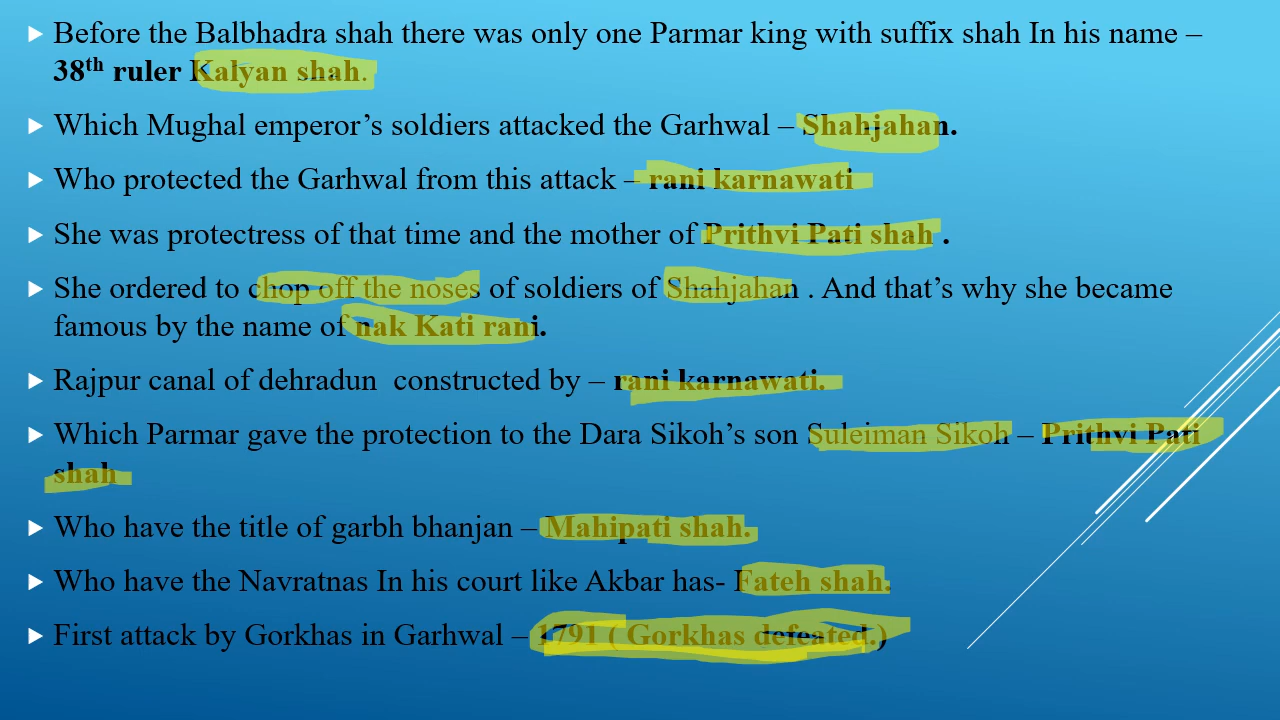 Before the Balbhadra shah there was only one Parmar king with suffix shah In his name –
38th ruler Kalyan shah.
Which Mughal emperor’s soldiers attacked the Garhwal – Shahjahan.
Who protected the Garhwal from this attack – rani karnawati
She was protectress of that time and the mother of Prithvi Pati shah .
She ordered to chop off the noses of soldiers of Shahjahan . And that’s why she became
famous by the name of nak Kati rani.
Rajpur canal of dehradun constructed by – rani karnawati.
Which Parmar gave the protection to the Dara Sikoh’s son Suleiman Sikoh – Prithvi Pati
shah
Who have the title of garbh bhanjan – Mahipati shah.
Who have the Navratnas In his court like Akbar has- Fateh shah.
First attack by Gorkhas in Garhwal – 1791 ( Gorkhas defeated.)